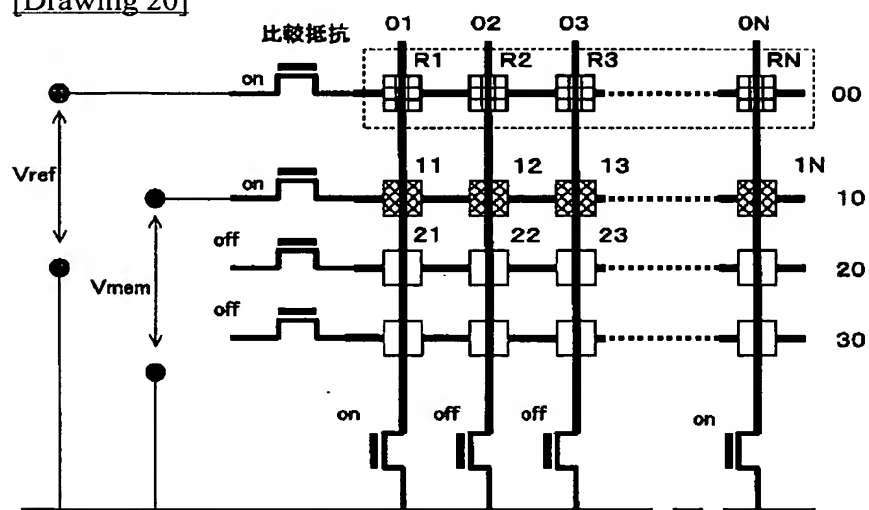 [Drawing 20]
比較抵抗
01 02 03 0N
on R1 R2 R3 RN 00
Vref on 11 12 13 1N 10
off 21 22 23 20
Vmem off 30
on off off on